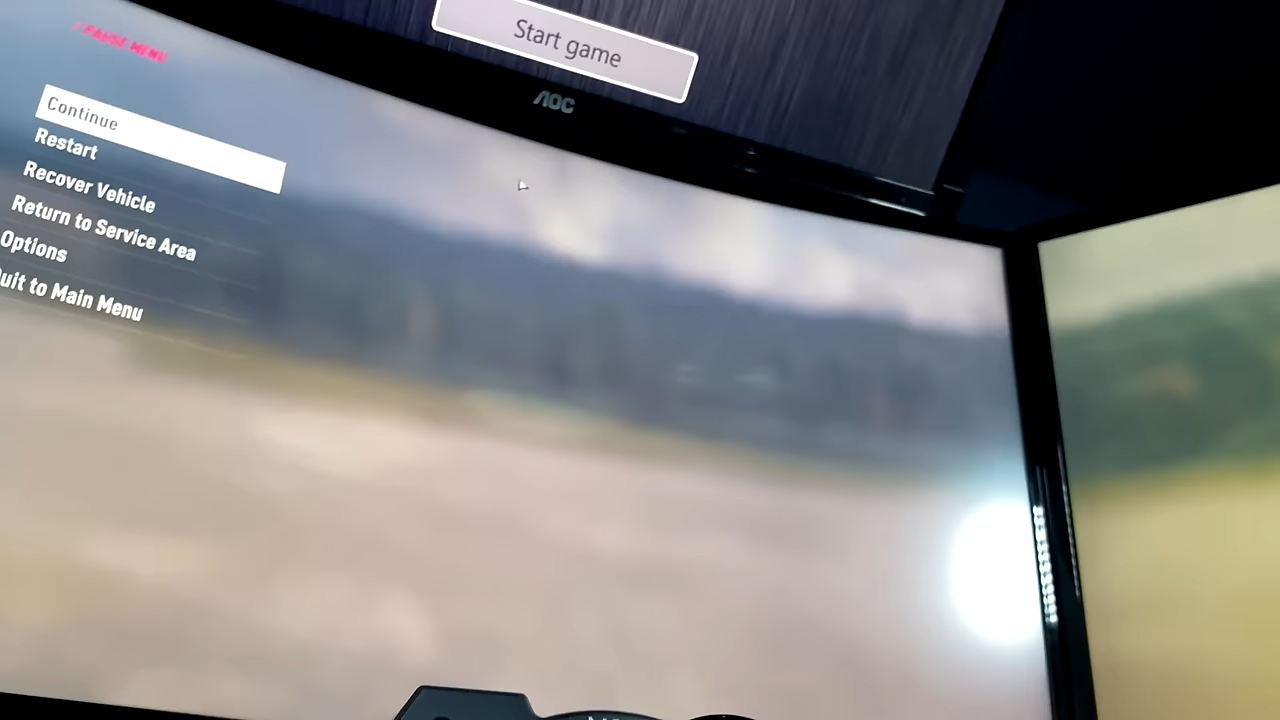 Start game
AOC
/ PAUSE MENU
Continue
Restart
Recover Vehicle
Return to Service Area
Options
uit to Main Menu